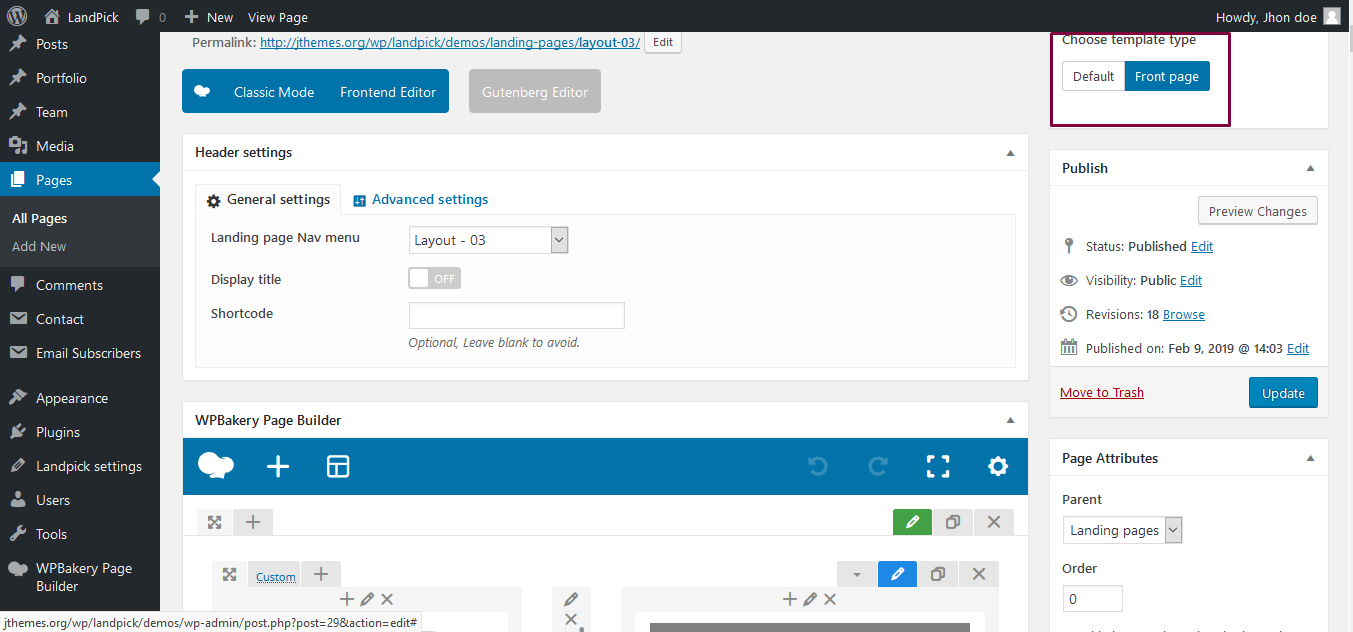 LandPick 0 New View Page Howdy, Jhon doe
Posts
Portfolio
Team
Media
Pages
All Pages
Add New
Comments
Contact
Email Subscribers
Appearance
Plugins
Landpick settings
Users
Tools
WPBakery Page
Builder
Permalink: http://jthemes.org/wp/landpick/demos/landing-pages/layout-03/ Edit
Classic Mode Frontend Editor Gutenberg Editor
Header settings
General settings Advanced settings
Landing page Nav menu Layout - 03
Display title OFF
Shortcode
Optional, Leave blank to avoid.
WPBakery Page Builder
Custom
Choose template type
Default Front page
Publish
Preview Changes
Status: Published Edit
Visibility: Public Edit
Revisions: 18 Browse
Published on: Feb 9, 2019 @ 14:03 Edit
Move to Trash Update
Page Attributes
Parent
Landing pages
Order
0
jthemes.org/wp/landpick/demos/wp-admin/post.php?post=29&action=edit#